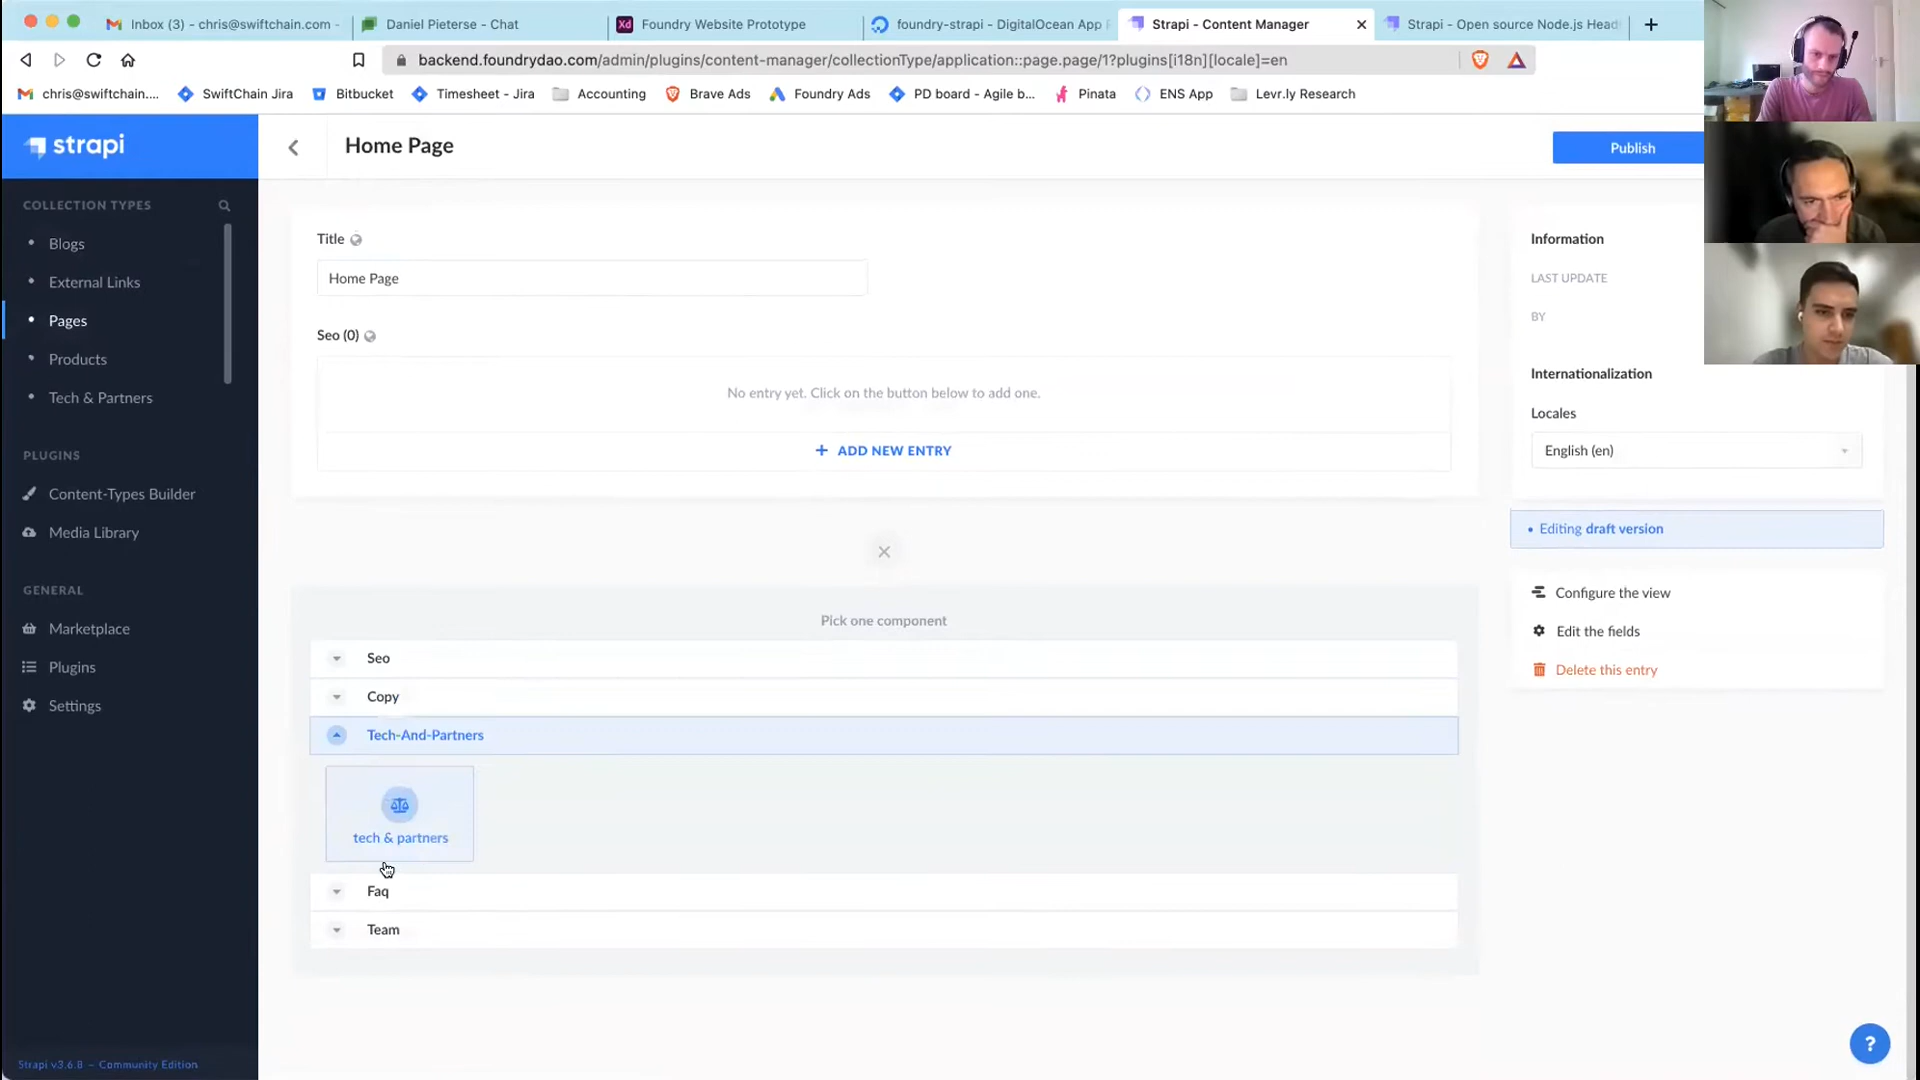 Inbox (3) - chris@swiftchain.com -
Daniel Pieterse - Chat
Foundry Website Prototype
foundry-strapi - DigitalOcean App P
Strapi - Content Manager
Strapi - Open source Node.js Head
backend.foundrydao.com/admin/plugins/content-manager/collectionType/application::page.page/1?plugins[i18n][locale]=en
chris@swiftchain....
SwiftChain Jira
Bitbucket
Timesheet - Jira
Accounting
Brave Ads
Foundry Ads
PD board - Agile b...
Pinata
ENS App
Levr.ly Research
strapi
Home Page
Publish
COLLECTION TYPES
Blogs
External Links
Pages
Products
Tech & Partners
PLUGINS
Content-Types Builder
Media Library
GENERAL
Marketplace
Plugins
Settings
Strapi v3.6.8 – Community Edition
Title
Home Page
Seo (0)
No entry yet. Click on the button below to add one.
+ ADD NEW ENTRY
Pick one component
Seo
Copy
Tech-And-Partners
tech & partners
Faq
Team
Information
LAST UPDATE
BY
Internationalization
Locales
English (en)
• Editing draft version
Configure the view
Edit the fields
Delete this entry
?